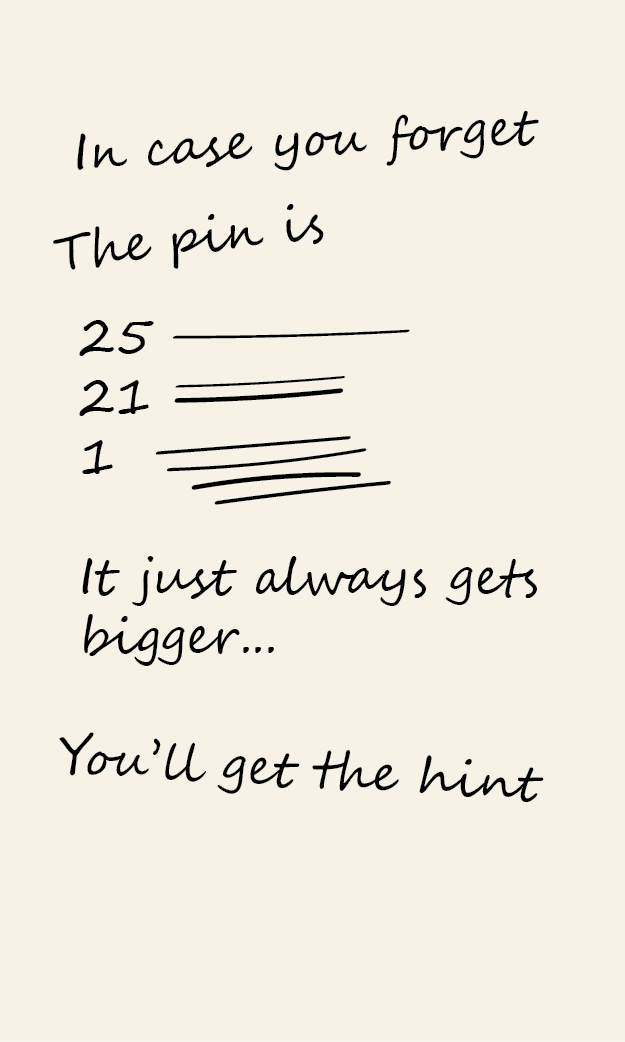 In case you forget
The pin is
25
21
1
It just always gets
bigger...
You'll get the hint